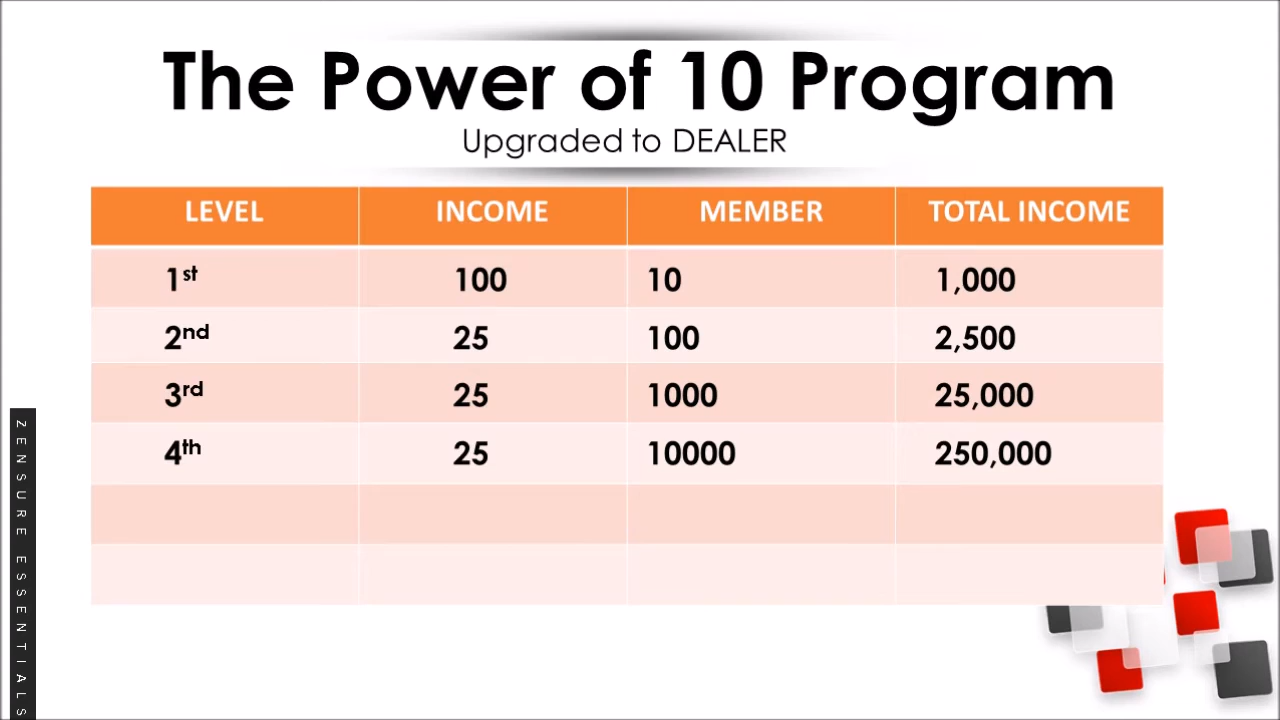 The Power of 10 Program
Upgraded to DEALER
LEVEL INCOME MEMBER TOTAL INCOME
1st 100 10 1,000
2nd 25 100 2,500
3rd 25 1000 25,000
4th 25 10000 250,000
ZENSURE ESSENTIALS